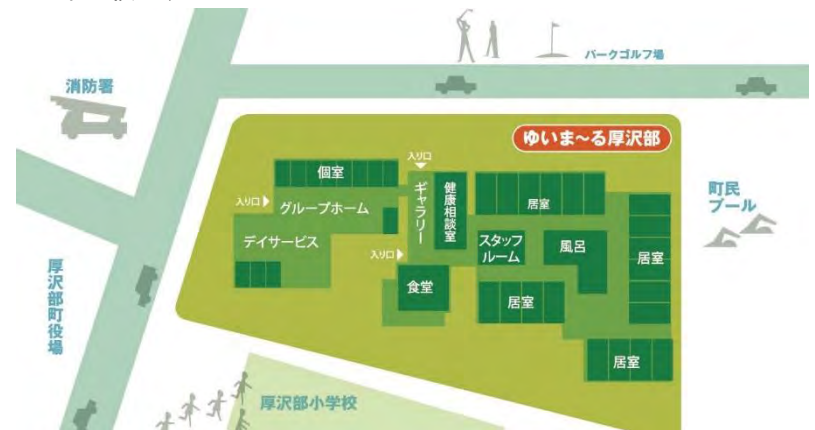 パークゴルフ場
消防署
ゆいま～る厚沢部
入り口
個室
健康相談室
ギャラリー
町民
プール
入り口
グループホーム
居室
デイサービス
スタッフ
ルーム
風呂
入り口
居室
食堂
居室
厚沢部町役場
居室
厚沢部小学校